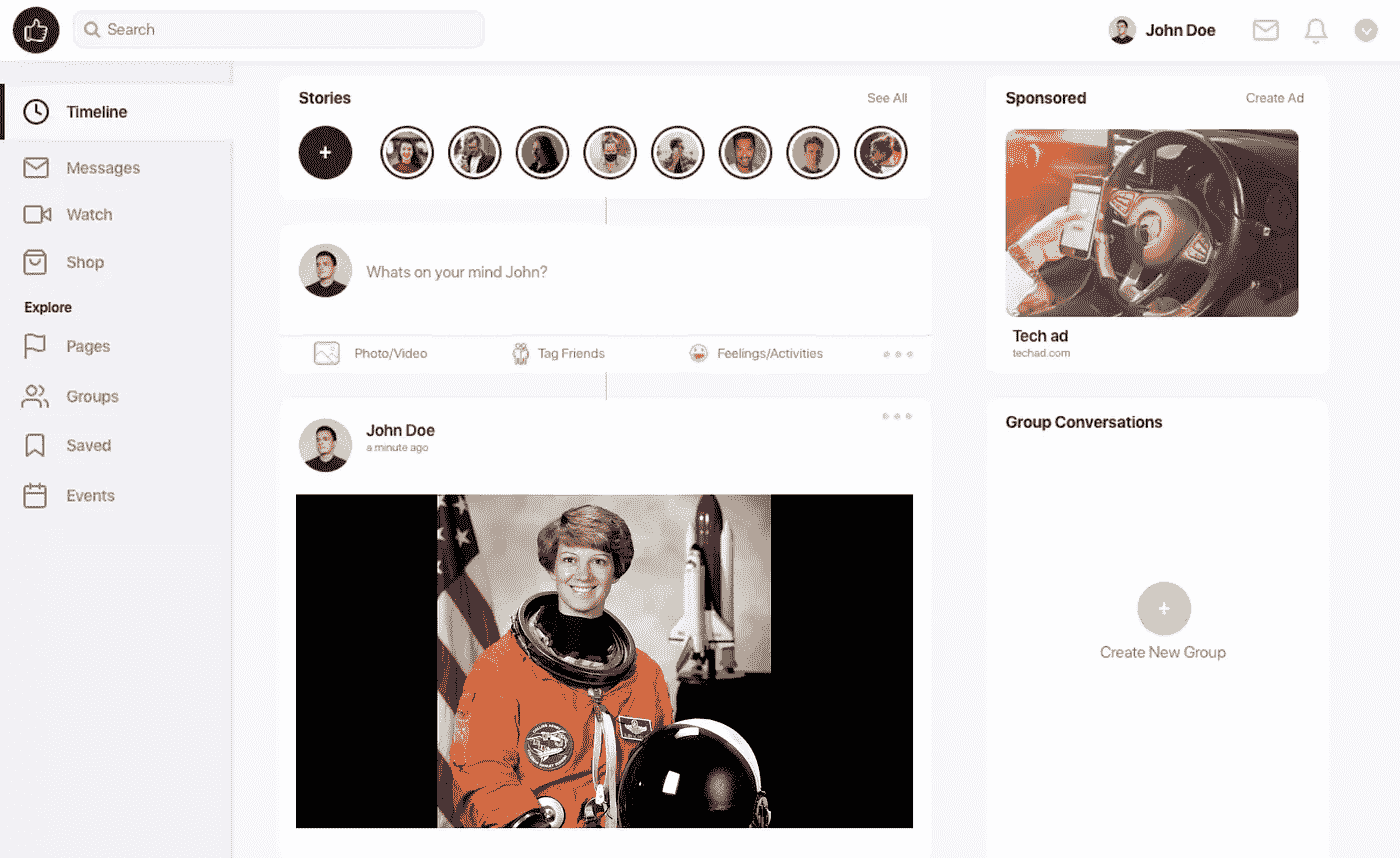 Search
John Doe
Timeline
Messages
Watch
Shop
Explore
Pages
Groups
Saved
Events
Stories
See All
Whats on your mind John?
Photo/Video
Tag Friends
Feelings/Activities
John Doe
a minute ago
Sponsored
Create Ad
Tech ad
techad.com
Group Conversations
Create New Group